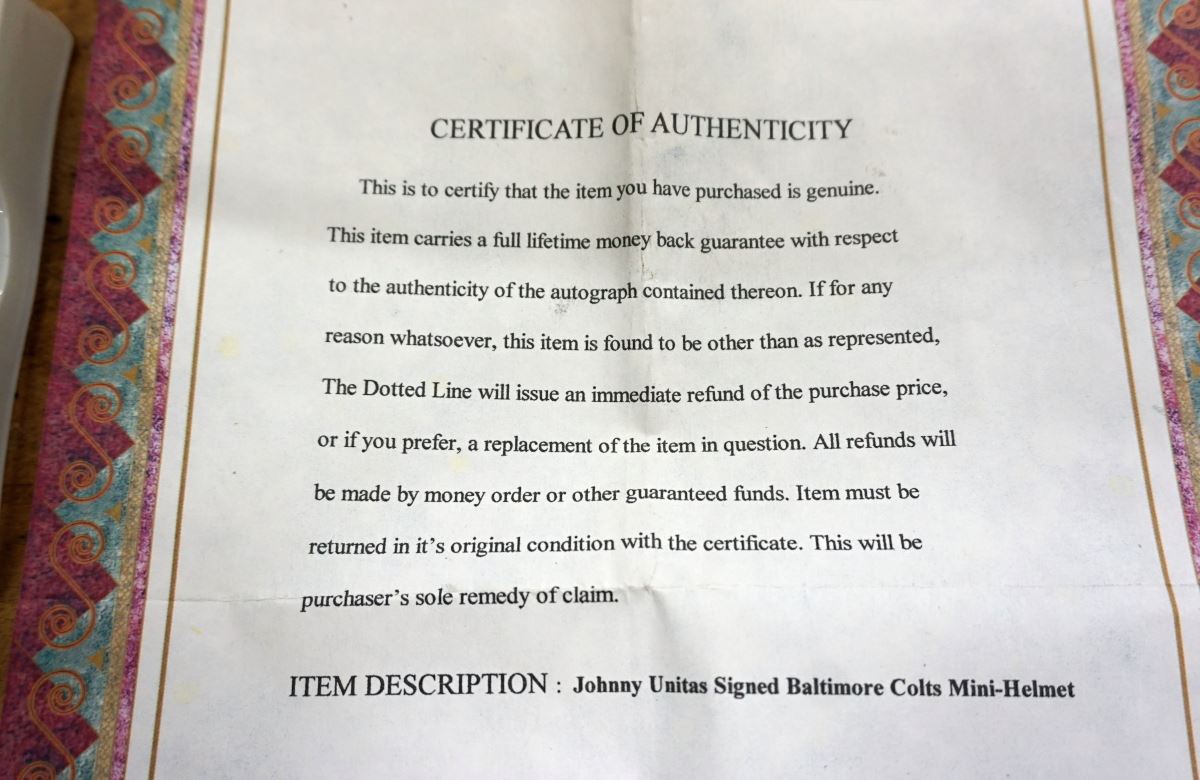 CERTIFICATE OF AUTHENTICITY
This is to certify that the item you have purchased is genuine.
This item carries a full lifetime money back guarantee with respect
to the authenticity of the autograph contained thereon. If for any
reason whatsoever, this item is found to be other than as represented,
The Dotted Line will issue an immediate refund of the purchase price,
or if you prefer, a replacement of the item in question. All refunds will
be made by money order or other guaranteed funds. Item must be
returned in it’s original condition with the certificate. This will be
purchaser’s sole remedy of claim.
ITEM DESCRIPTION : Johnny Unitas Signed Baltimore Colts Mini-Helmet